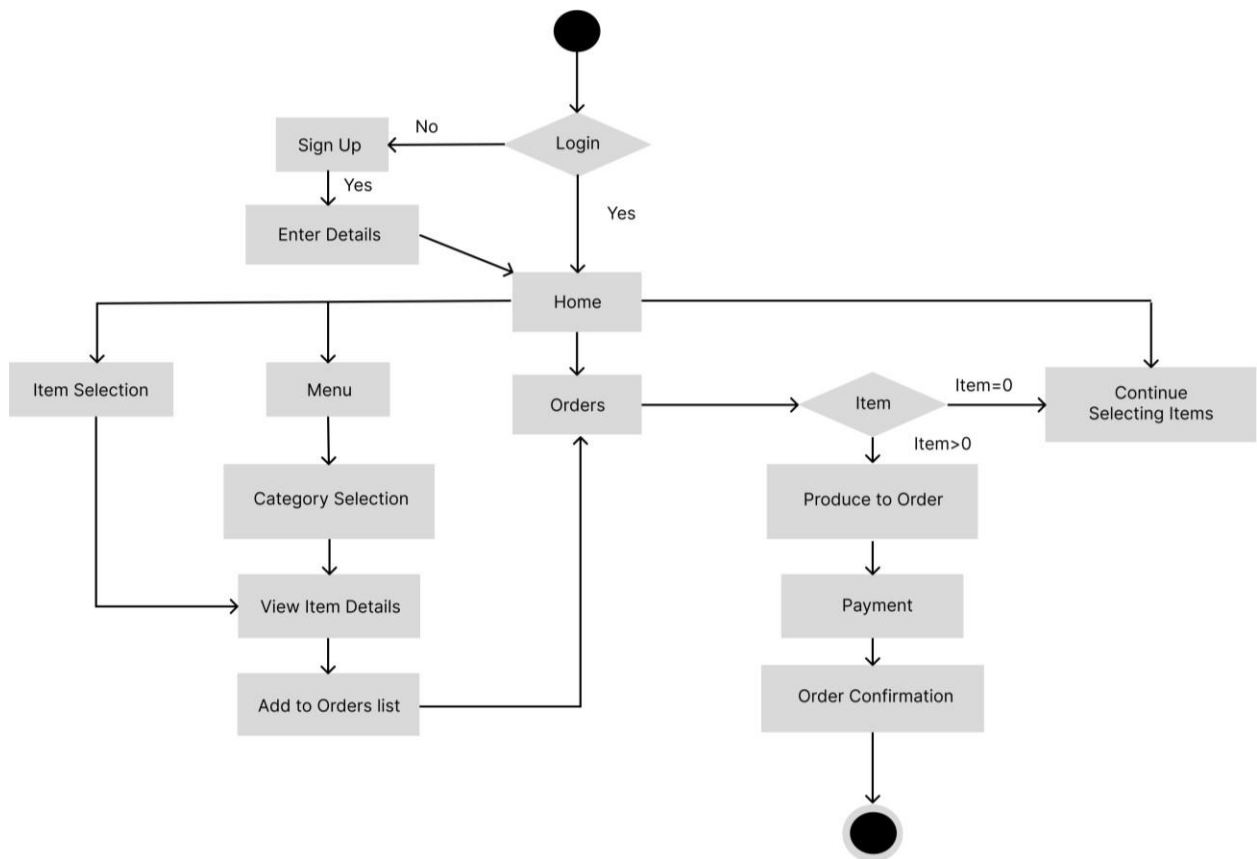 Login
No
Sign Up
Yes
Yes
Enter Details
Home
Item Selection
Menu
Orders
Item
Item=0
Continue
Selecting Items
Item>0
Category Selection
Produce to Order
View Item Details
Payment
Add to Orders list
Order Confirmation